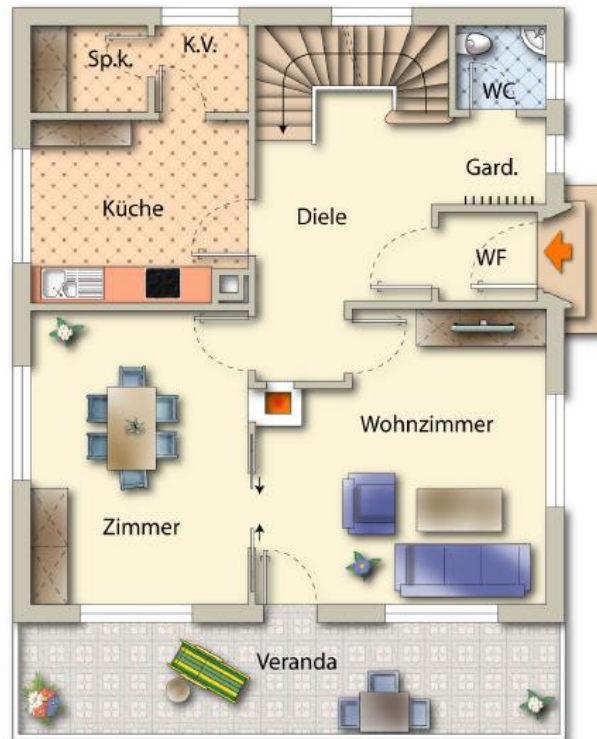 K.V.
Sp.k.
WC
Gard.
Küche
Diele
WF
Wohnzimmer
Zimmer
Veranda